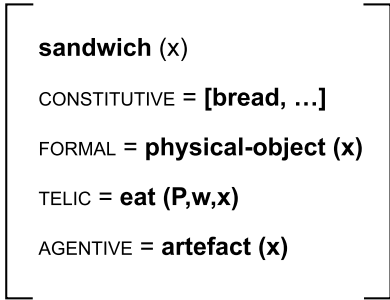 sandwich (x)
CONSTITUTIVE = [bread, …]
FORMAL = physical-object (x)
TELIC = eat (P,w,x)
AGENTIVE = artefact (x)